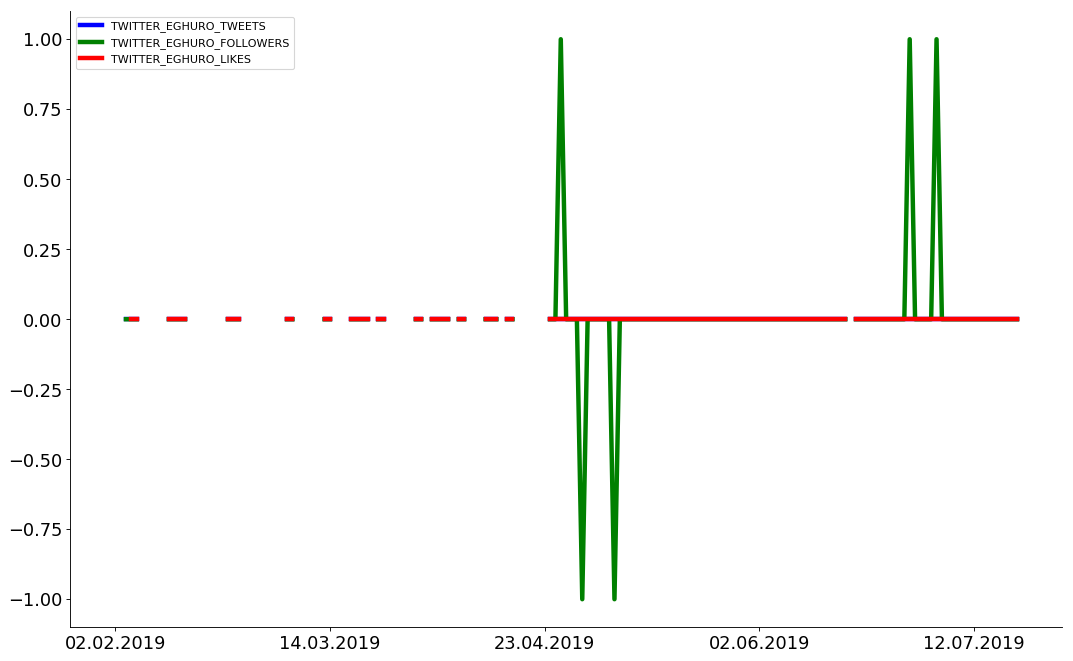 TWITTER_EGHURO_TWEETS
TWITTER_EGHURO_FOLLOWERS
TWITTER_EGHURO_LIKES
1.00
0.75
0.50
0.25
0.00
−0.25
−0.50
−0.75
−1.00
02.02.2019 14.03.2019 23.04.2019 02.06.2019 12.07.2019